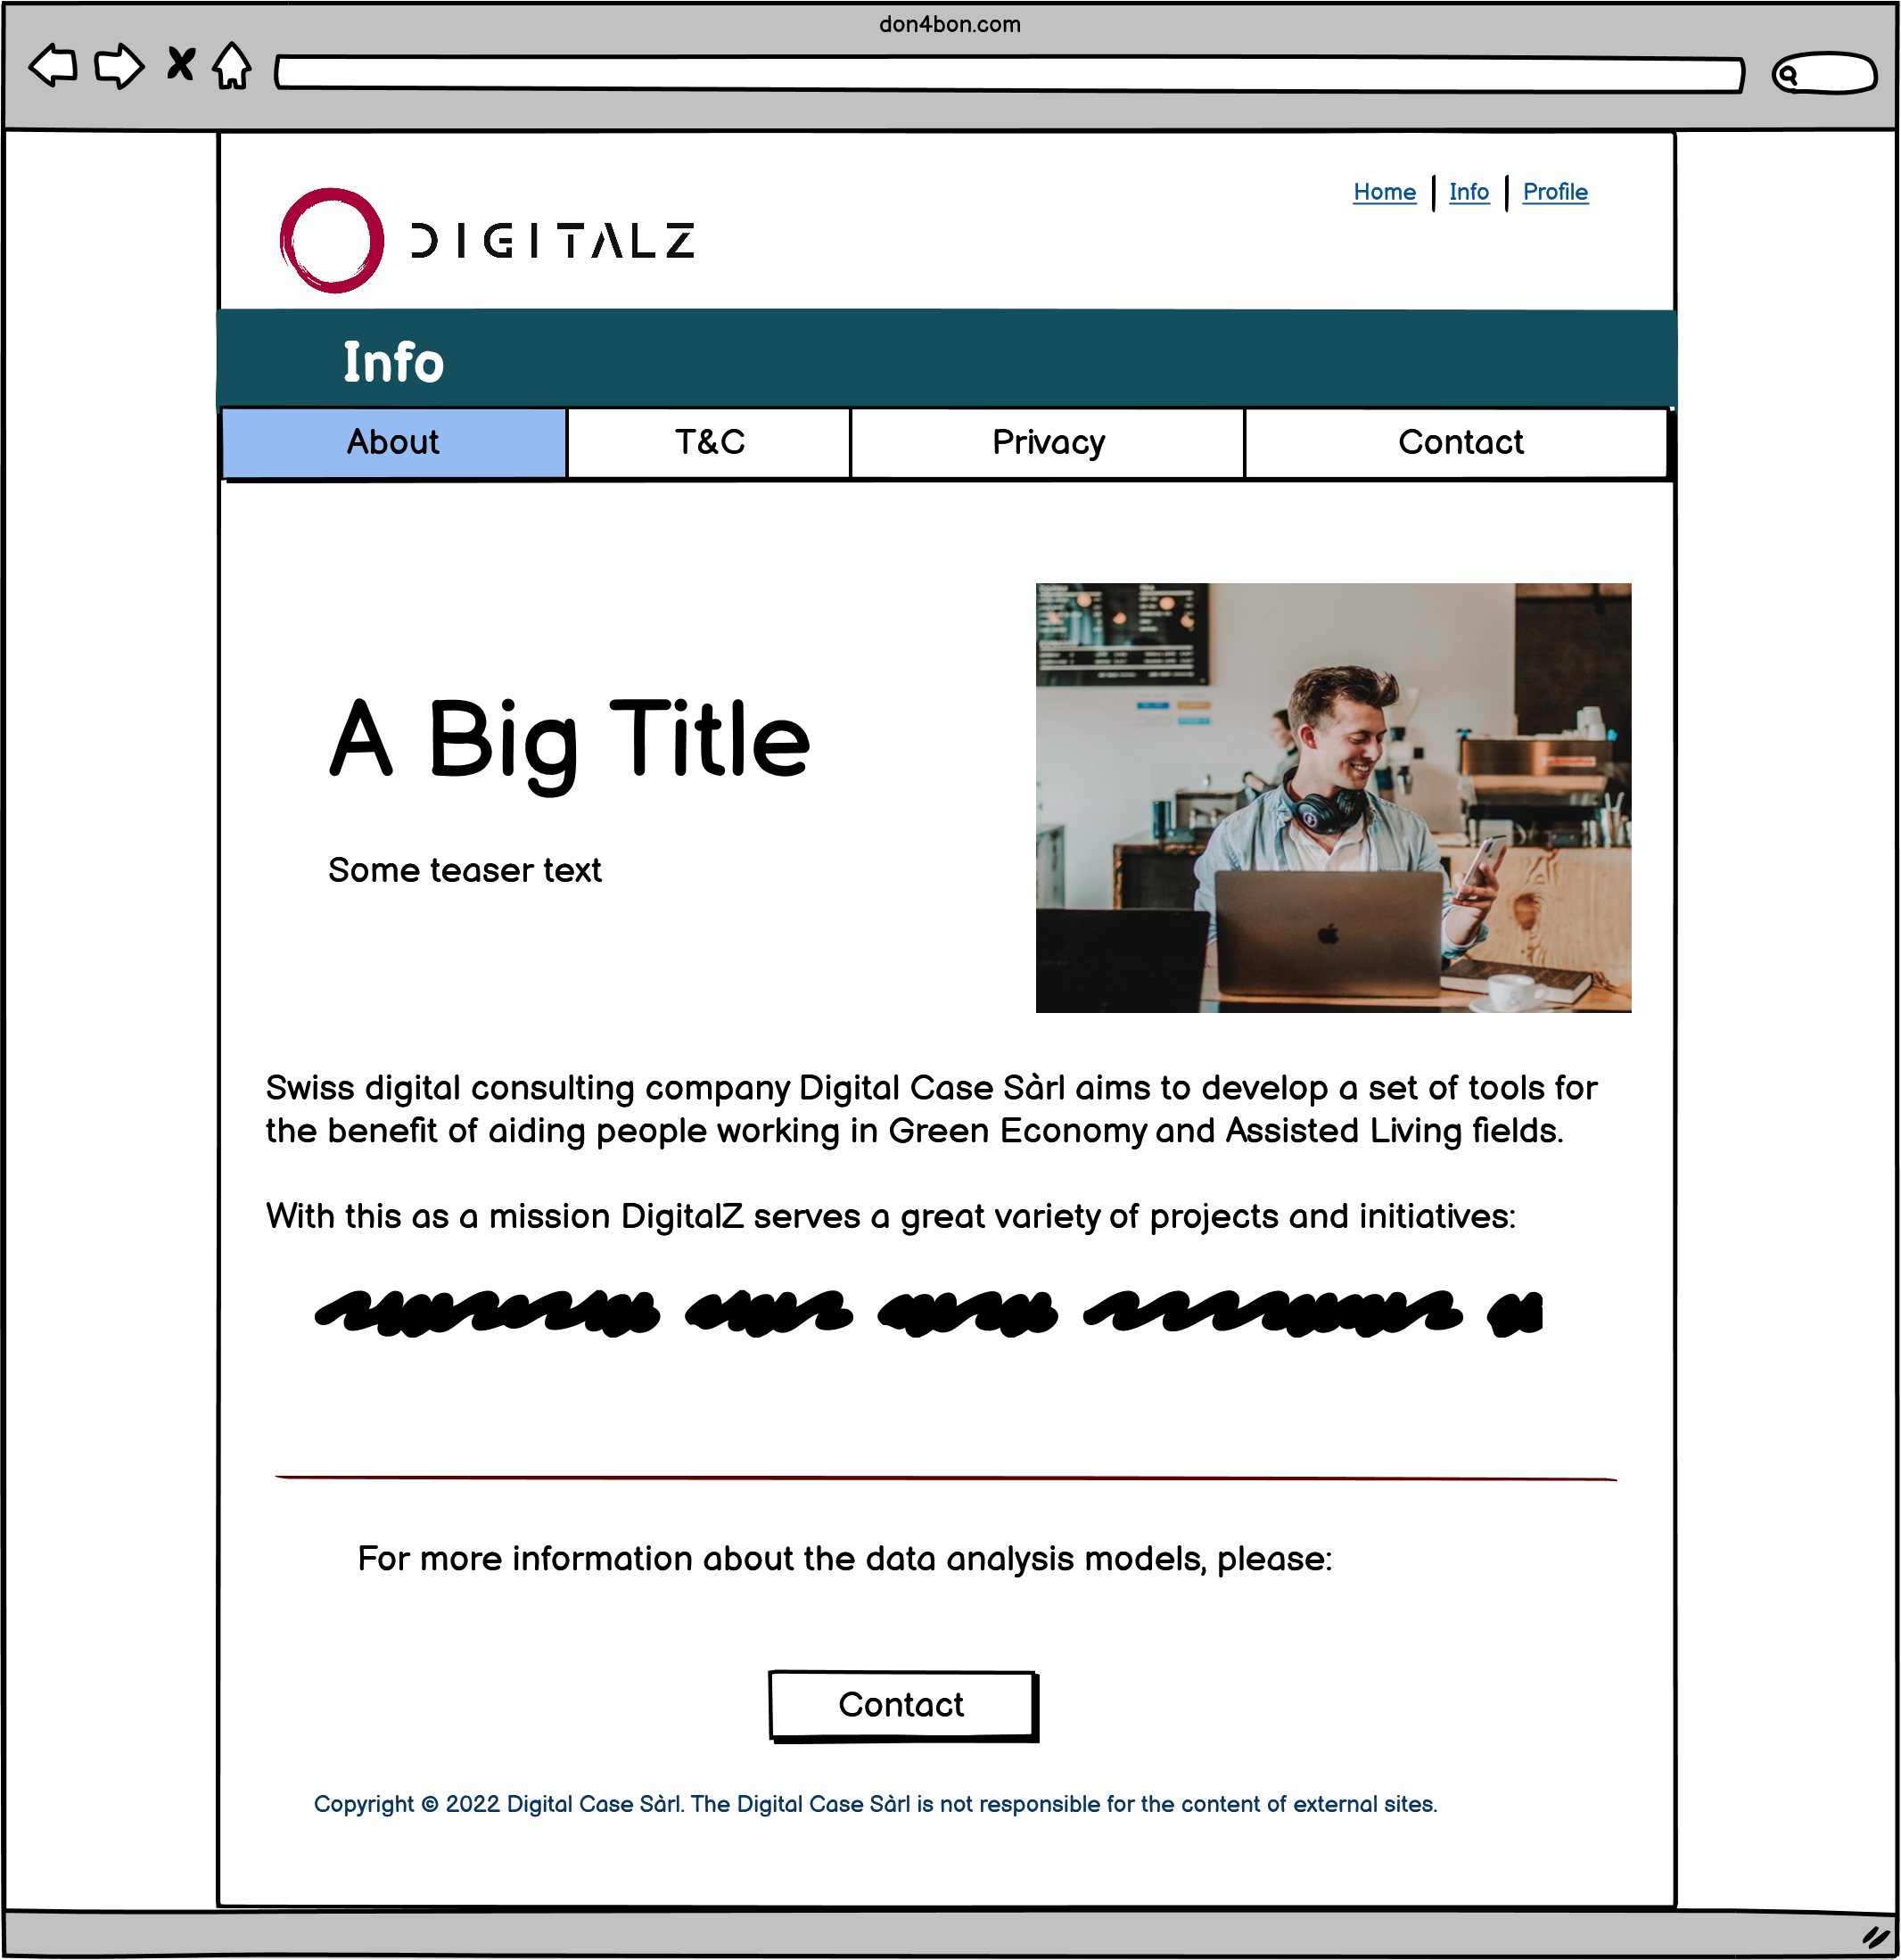 don4bon.com
Home | Info | Profile
DIGITALZ
Info
About
T&C
Privacy
Contact
A Big Title
Some teaser text
Swiss digital consulting company Digital Case Sàrl aims to develop a set of tools for
the benefit of aiding people working in Green Economy and Assisted Living fields.
With this as a mission DigitalZ serves a great variety of projects and initiatives:
For more information about the data analysis models, please:
Contact
Copyright © 2022 Digital Case Sàrl. The Digital Case Sàrl is not responsible for the content of external sites.